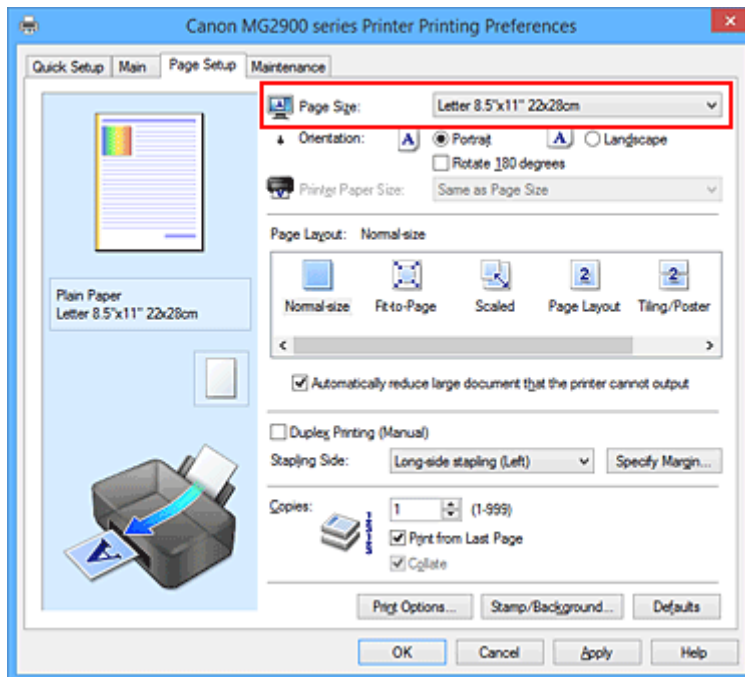 Canon MG2900 series Printer Printing Preferences
Quick Setup Main Page Setup Maintenance
Page Size: Letter 8.5"x11" 22x28cm
Orientation: A Portrait A Landscape
Rotate 180 degrees
Printer Paper Size: Same as Page Size
Page Layout: Normal-size
Plain Paper
Letter 8.5"x11" 22x28cm
2 2
Normal-size Fit-to-Page Scaled Page Layout Tiling/Poster
Automatically reduce large document that the printer cannot output
Duplex Printing (Manual)
Stapling Side: Long-side stapling (Left) Specify Margin...
Copies: 1 (1-999)
Print from Last Page
Collate
A
Print Options... Stamp/Background... Defaults
OK Cancel Apply Help